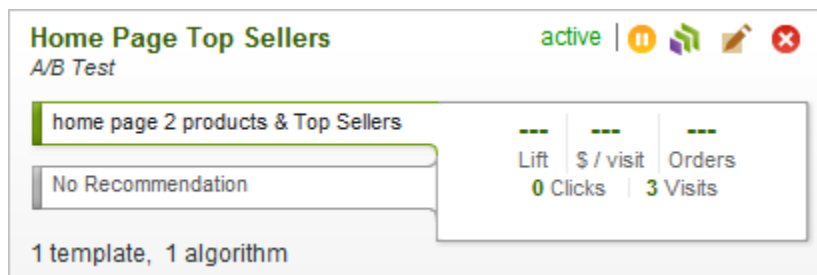 Home Page Top Sellers
active
A/B Test
home page 2 products & Top Sellers
No Recommendation
--- --- ---
Lift $ / visit Orders
0 Clicks 3 Visits
1 template, 1 algorithm